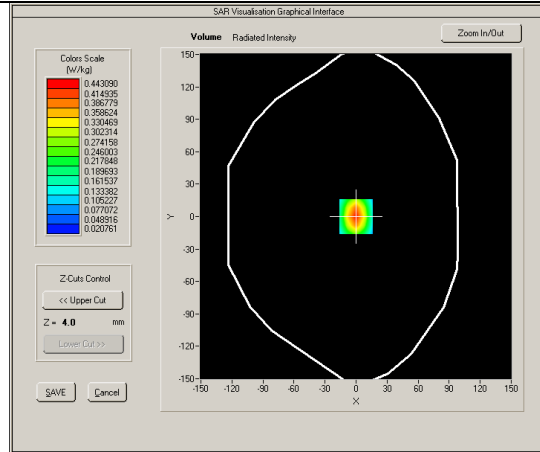 SAR Visualisation Graphical Interface
Volume Radiated Intensity
Zoom In/Out
Colors Scale
(W/kg)
0.443090
0.414935
0.386779
0.358624
0.330469
0.302314
0.274158
0.246003
0.217848
0.189693
0.161537
0.133382
0.105227
0.077072
0.048916
0.020761
Z-Cuts Control
<< Upper Cut
Z = 4.0 mm
Lower Cut >>
SAVE Cancel
150-
120-
90-
60-
30-
0-
-30-
-60-
-90-
-120-
-150-
Y
-150 -120 -90 -60 -30 0 30 60 90 120 150
X